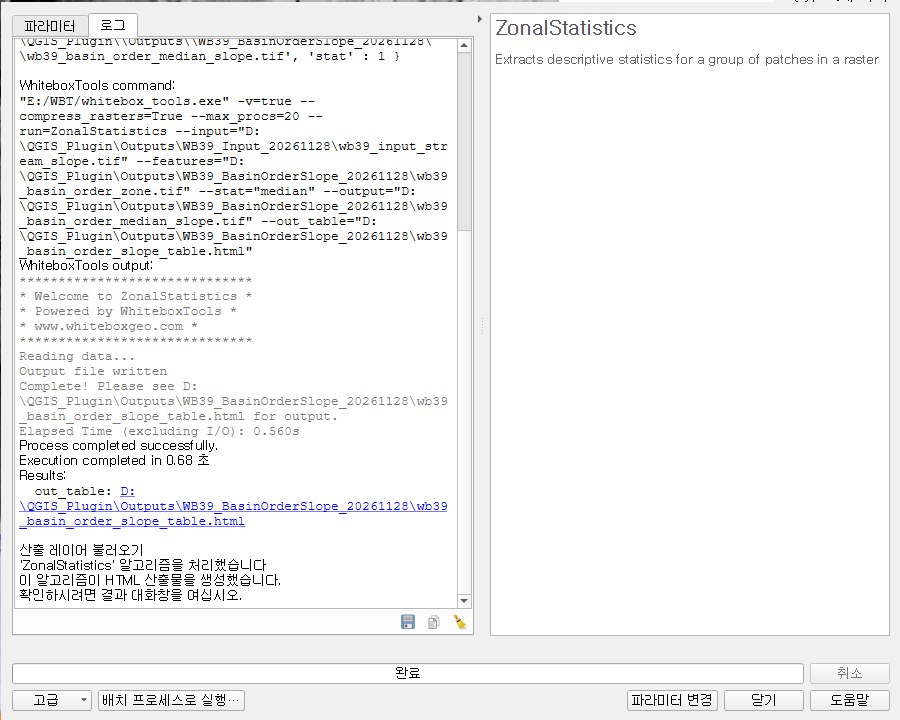 파라미터
로그
\QGIS_Plugin\\Outputs\\WB39_BasinOrderSlope_20261128\
\wb39_basin_order_median_slope.tif', 'stat' : 1 }
WhiteboxTools command:
"E:/WBT/whitebox_tools.exe" -v=true --
compress_rasters=True --max_procs=20 --
run=ZonalStatistics --input="D:
\QGIS_Plugin\Outputs\WB39_Input_20261128\wb39_input_str
eam_slope.tif" --features="D:
\QGIS_Plugin\Outputs\WB39_BasinOrderSlope_20261128\wb39
_basin_order_zone.tif" --stat="median" --output="D:
\QGIS_Plugin\Outputs\WB39_BasinOrderSlope_20261128\wb39
_basin_order_median_slope.tif" --out_table="D:
\QGIS_Plugin\Outputs\WB39_BasinOrderSlope_20261128\wb39
_basin_order_slope_table.html"
WhiteboxTools output:
******************************
* Welcome to ZonalStatistics *
* Powered by WhiteboxTools *
* www.whiteboxgeo.com *
******************************
Reading data...
Output file written
Complete! Please see D:
\QGIS_Plugin\Outputs\WB39_BasinOrderSlope_20261128\wb39
_basin_order_slope_table.html for output.
Elapsed Time (excluding I/O): 0.560s
Process completed successfully.
Execution completed in 0.68 초
Results:
out_table: D:
\QGIS_Plugin\Outputs\WB39_BasinOrderSlope_20261128\wb39
_basin_order_slope_table.html
산출 레이어 불러오기
'ZonalStatistics' 알고리즘을 처리했습니다
이 알고리즘이 HTML 산출물을 생성했습니다.
확인하시려면 결과 대화창을 여십시오.
ZonalStatistics
Extracts descriptive statistics for a group of patches in a raster
완료
취소
고급
배치 프로세스로 실행…
파라미터 변경
닫기
도움말